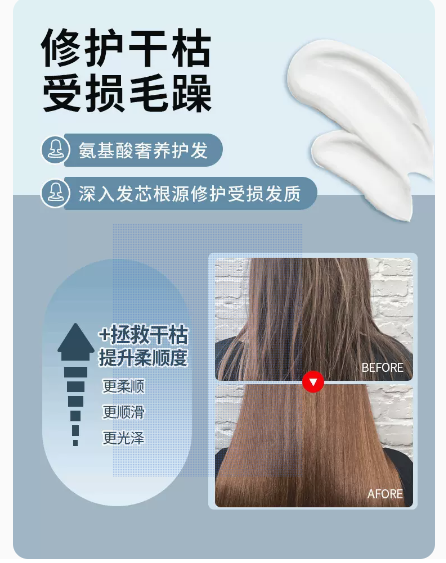 修护干枯
受损毛躁
氨基酸奢养护发
深入发芯根源修护受损发质
+拯救干枯
提升柔顺度
更柔顺
更顺滑
更光泽
BEFORE
AFORE